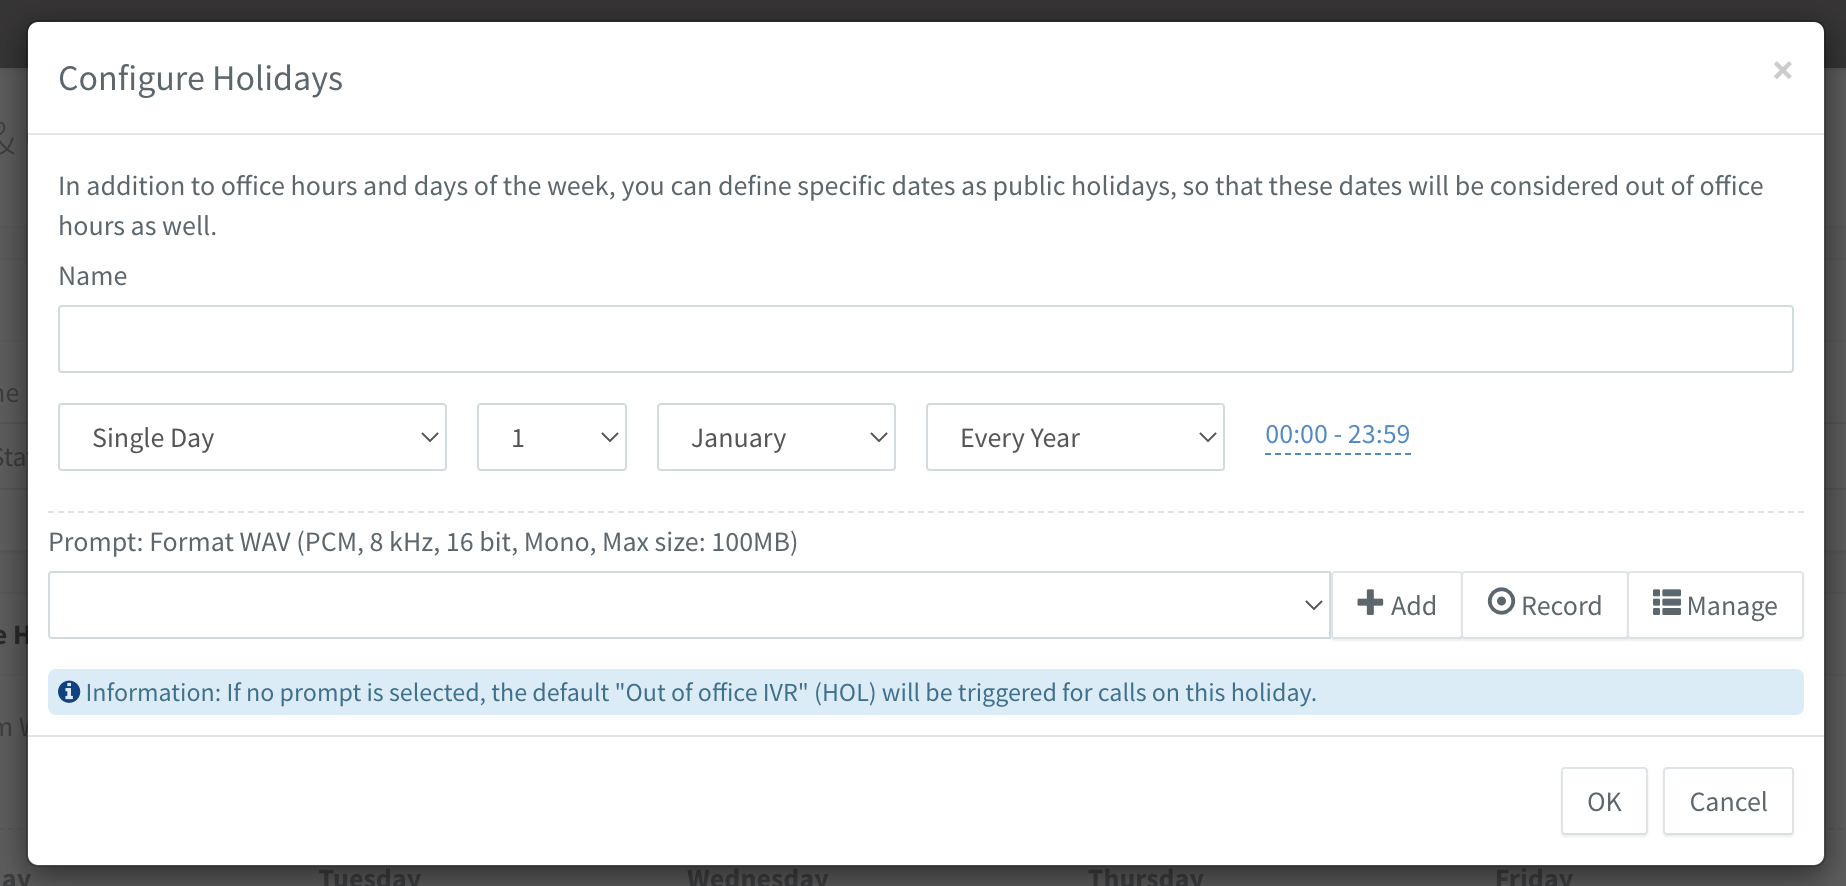 Configure Holidays
×
In addition to office hours and days of the week, you can define specific dates as public holidays, so that these dates will be considered out of office
hours as well.
Name
Single Day 1 January Every Year 00:00 - 23:59
Prompt: Format WAV (PCM, 8 kHz, 16 bit, Mono, Max size: 100MB)
Add Record Manage
Information: If no prompt is selected, the default "Out of office IVR" (HOL) will be triggered for calls on this holiday.
OK Cancel
Tuesday Wednesday Thursday Friday